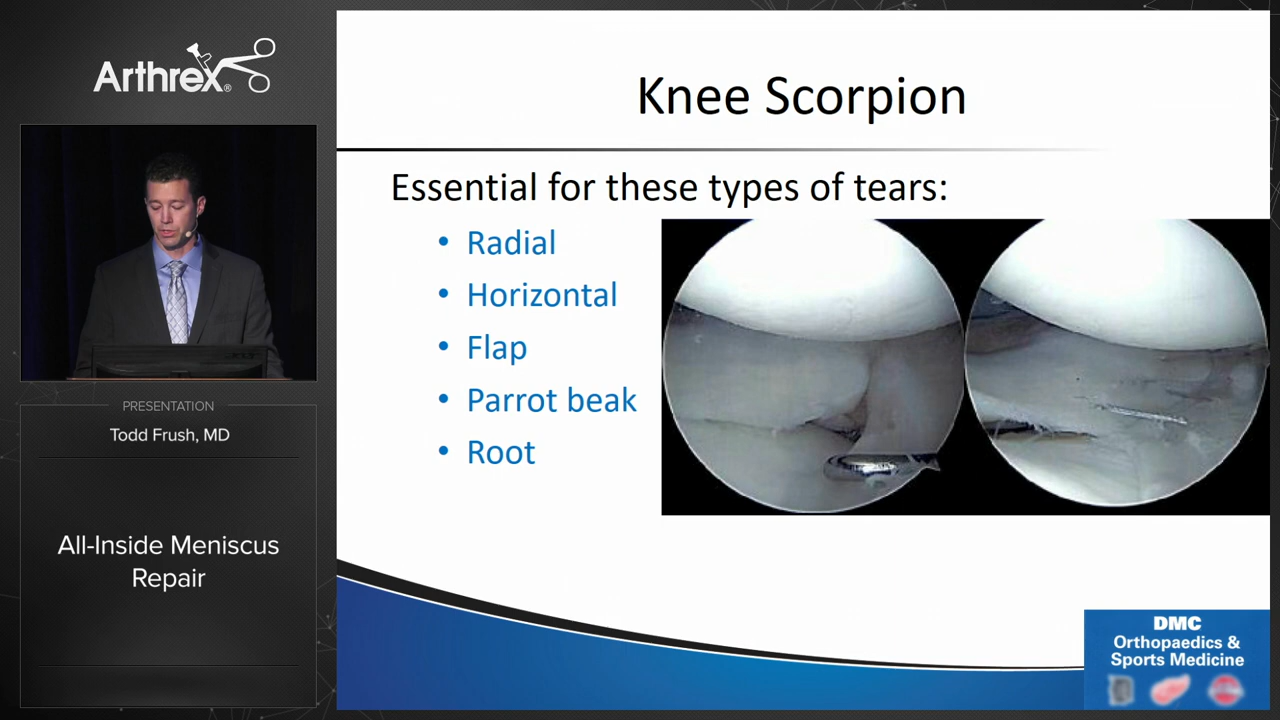 Arthrex®
PRESENTATION
Todd Frush, MD
All-Inside Meniscus
Repair
Knee Scorpion
Essential for these types of tears:
• Radial
• Horizontal
• Flap
• Parrot beak
• Root
DMC
Orthopaedics &
Sports Medicine